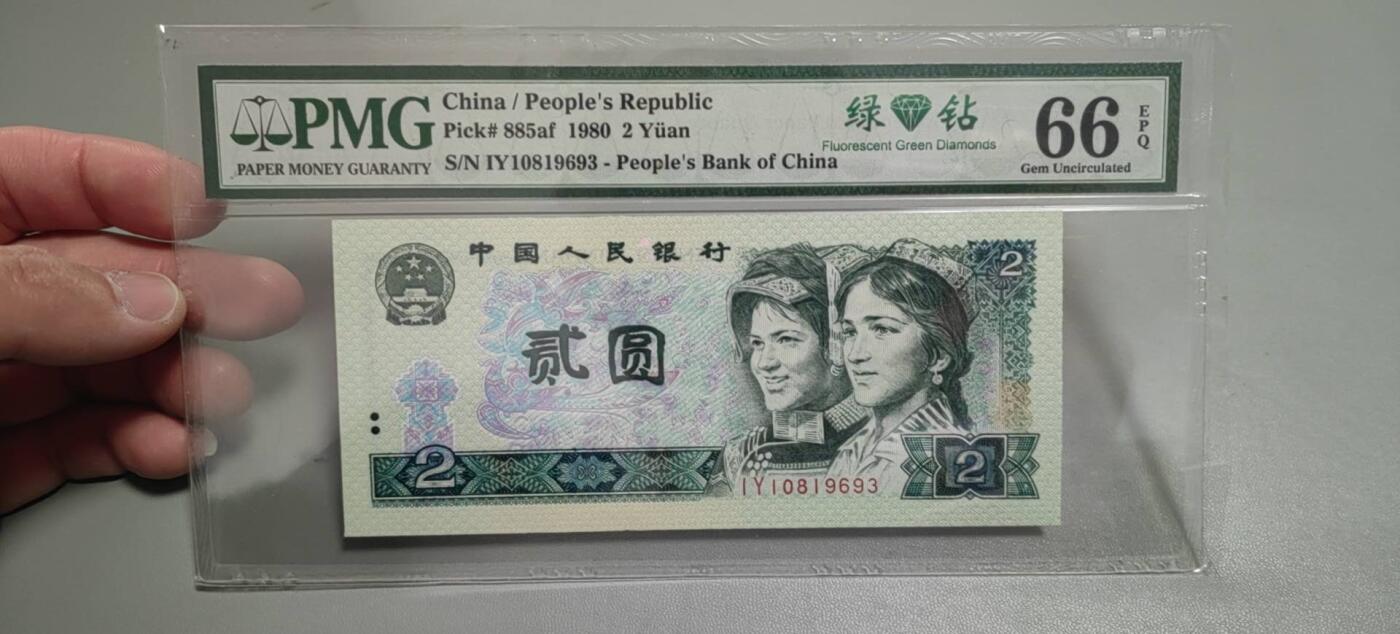 PMG
PAPER MONEY GUARANTY
China / People's Republic
Pick# 885af 1980 2 Yüan
S/N IY10819693 - People's Bank of China
绿 钻
Fluorescent Green Diamonds
66
EPQ
Gem Uncirculated
中国人民银行
2
贰圆
2
2
IY10819693